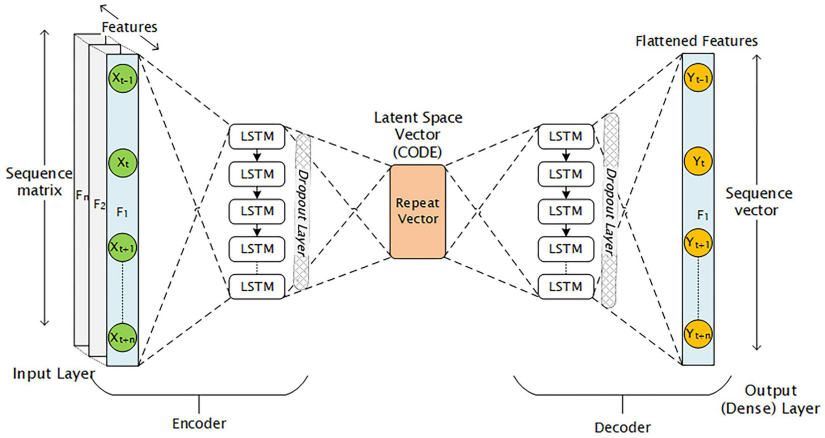 Features
Sequence
matrix
Fn
F2
F1
Xt-1
Xt
Xt+1
Xt+n
Input Layer
LSTM
LSTM
LSTM
LSTM
LSTM
Dropout Layer
Encoder
Latent Space
Vector
(CODE)
Repeat
Vector
LSTM
LSTM
LSTM
LSTM
LSTM
Dropout Layer
Decoder
Flattened Features
Yt-1
Yt
F1
Yt+1
Yt+n
Sequence
vector
Output
(Dense) Layer